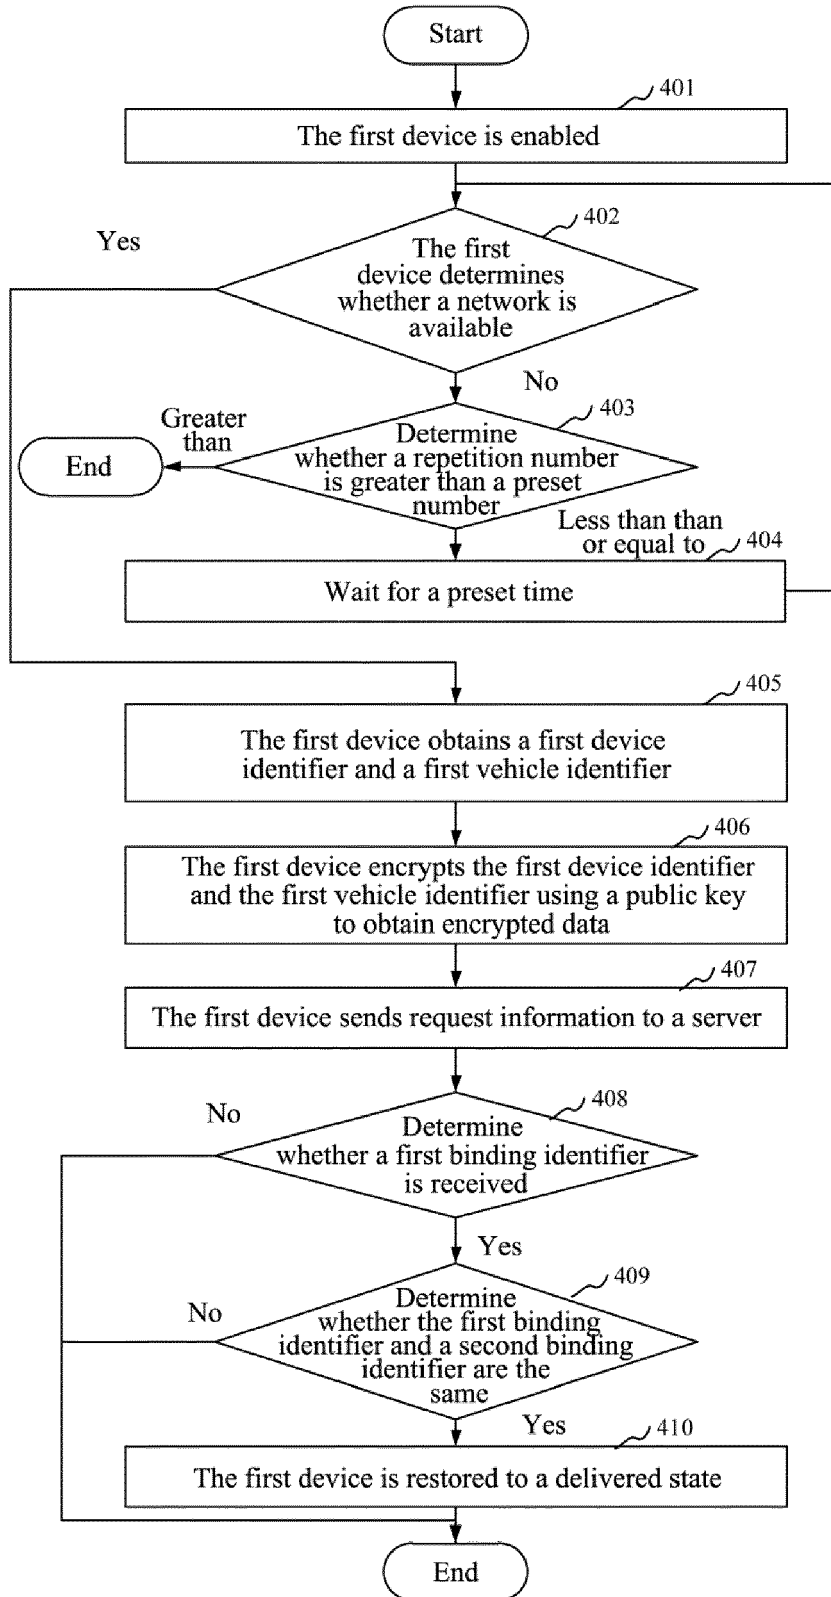 Start
401
The first device is enabled
402
Yes
The first
device determines
whether a network is
available
No
403
Greater
than
End
Determine
whether a repetition number
is greater than a preset
number
Less than than
or equal to
404
Wait for a preset time
405
The first device obtains a first device
identifier and a first vehicle identifier
406
The first device encrypts the first device identifier
and the first vehicle identifier using a public key
to obtain encrypted data
407
The first device sends request information to a server
408
No
Determine
whether a first binding identifier
is received
Yes
409
No
Determine
whether the first binding
identifier and a second binding
identifier are the
same
Yes
410
The first device is restored to a delivered state
End